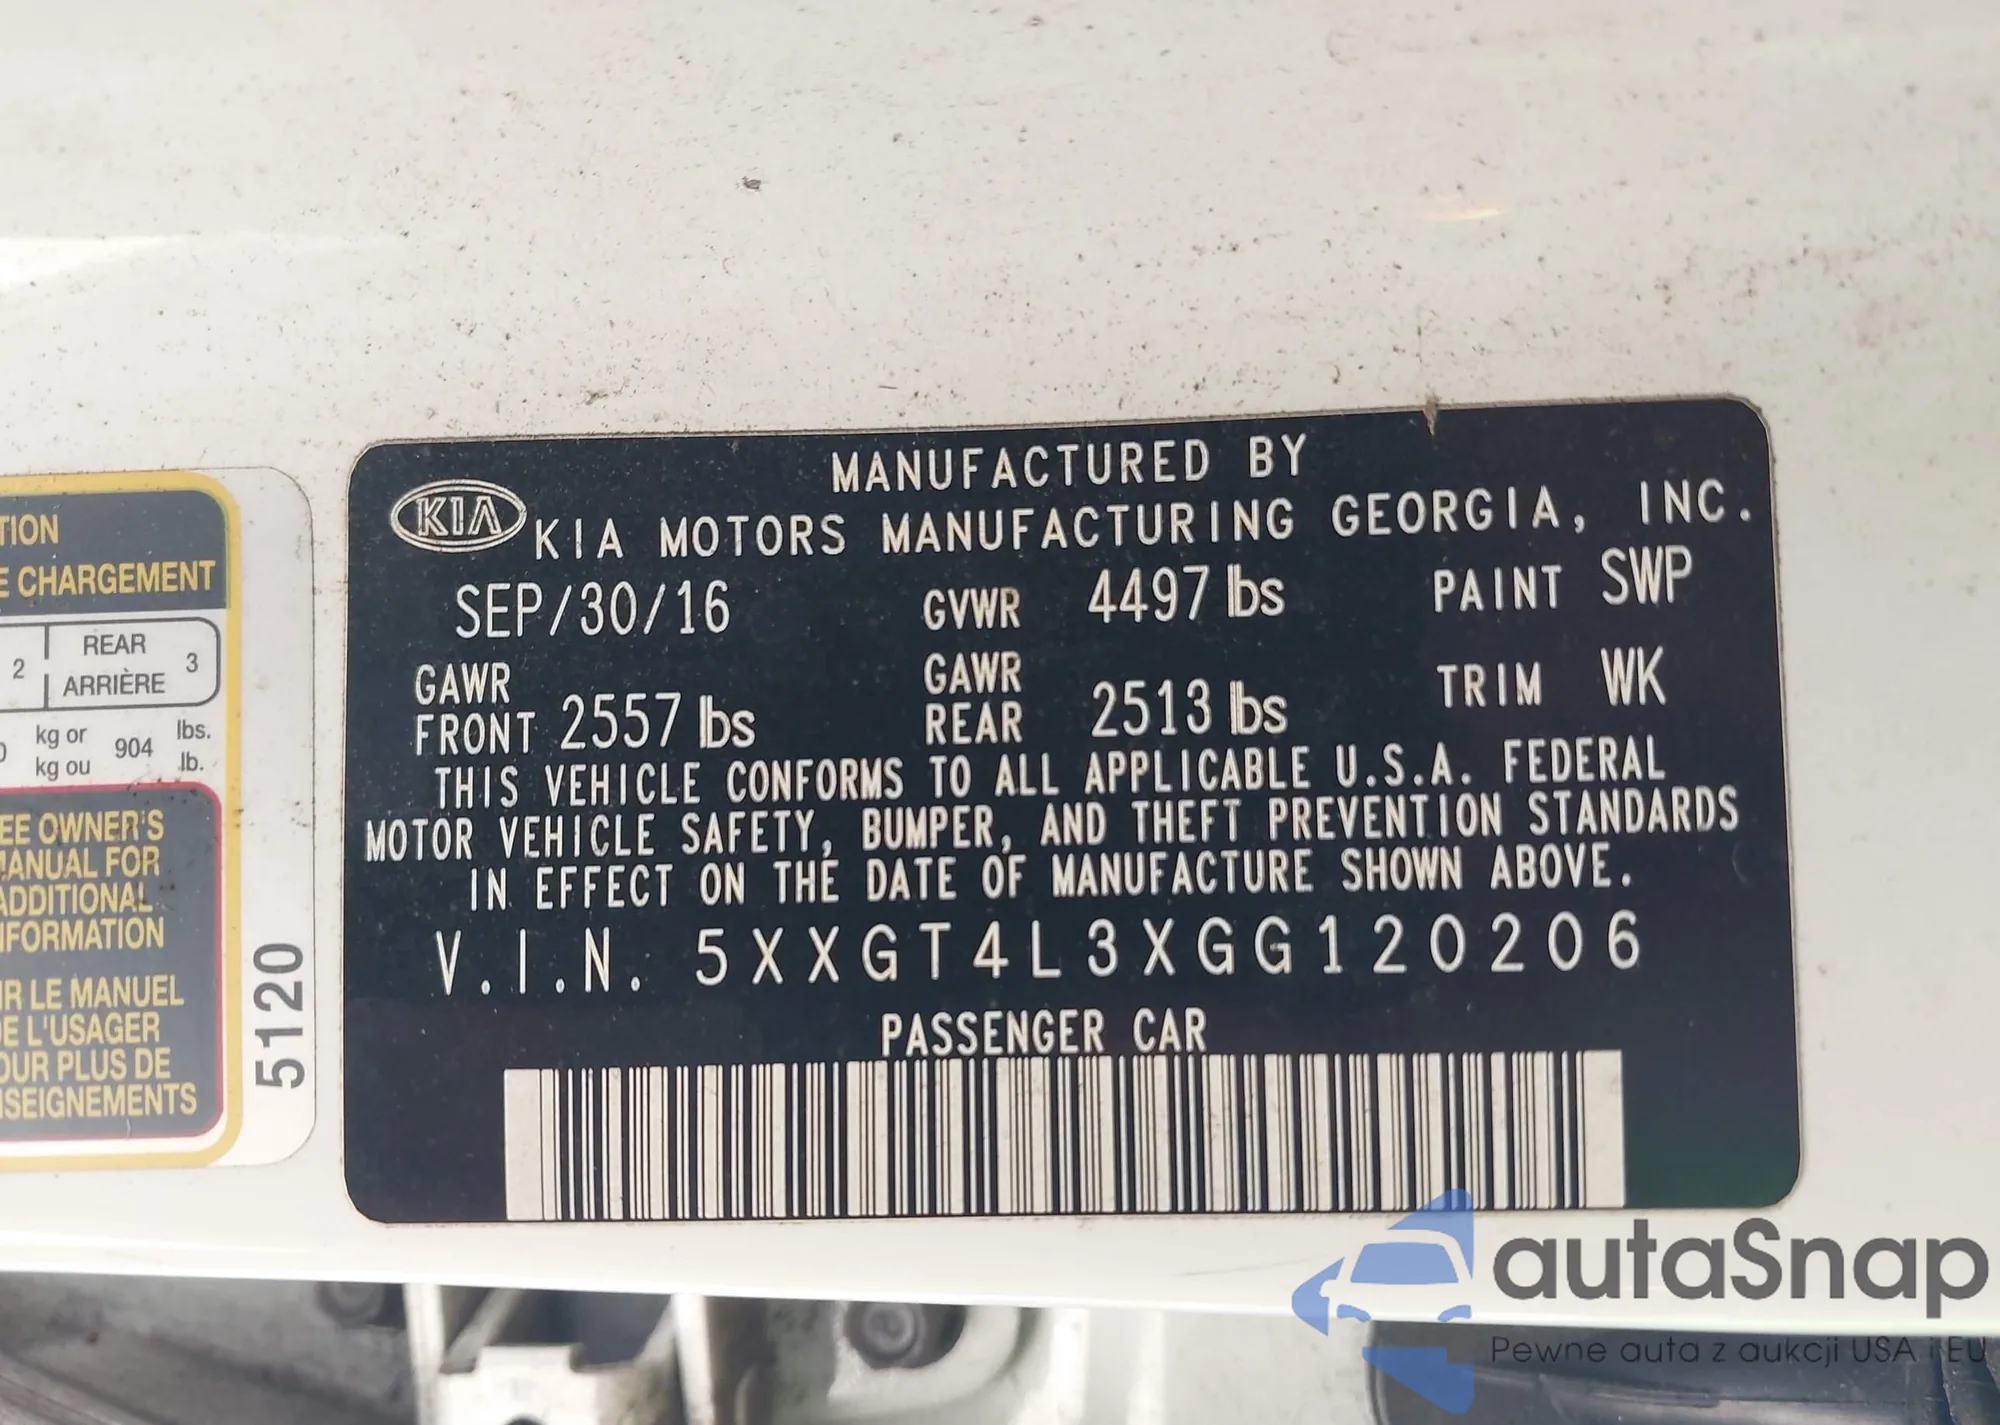 TION
E CHARGEMENT
2
REAR
ARRIÈRE
3
kg or
kg ou
904
lbs.
lb.
EE OWNER'S
MANUAL FOR
ADDITIONAL
NFORMATION
IR LE MANUEL
DE L'USAGER
OUR PLUS DE
NSEIGNEMENTS
5120
MANUFACTURED BY
KIA
KIA MOTORS MANUFACTURING GEORGIA, INC.
SEP/30/16 GVWR 4497 lbs PAINT SWP
GAWR FRONT 2557 lbs GAWR REAR 2513 lbs TRIM WK
THIS VEHICLE CONFORMS TO ALL APPLICABLE U.S.A. FEDERAL
MOTOR VEHICLE SAFETY, BUMPER, AND THEFT PREVENTION STANDARDS
IN EFFECT ON THE DATE OF MANUFACTURE SHOWN ABOVE.
V.I.N. 5XXGT4L3XGG120206
PASSENGER CAR
autaSnap
Pewne auta z aukcji USA i EU